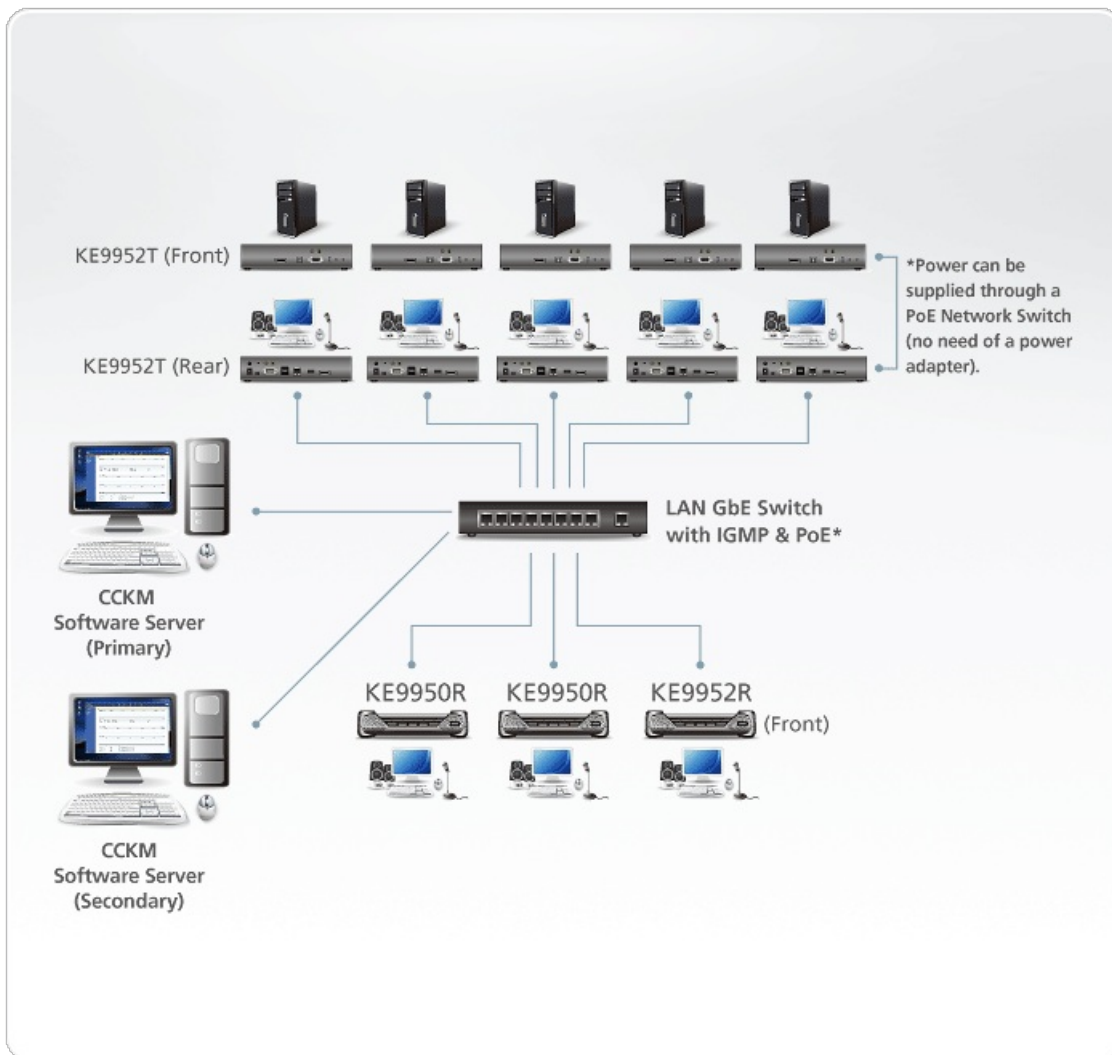 KE9952T (Front)
*Power can be
supplied through a
PoE Network Switch
(no need of a power
adapter).
KE9952T (Rear)
LAN GbE Switch
with IGMP & PoE*
CCKM
Software Server
(Primary)
KE9950R
KE9950R
KE9952R
(Front)
CCKM
Software Server
(Secondary)